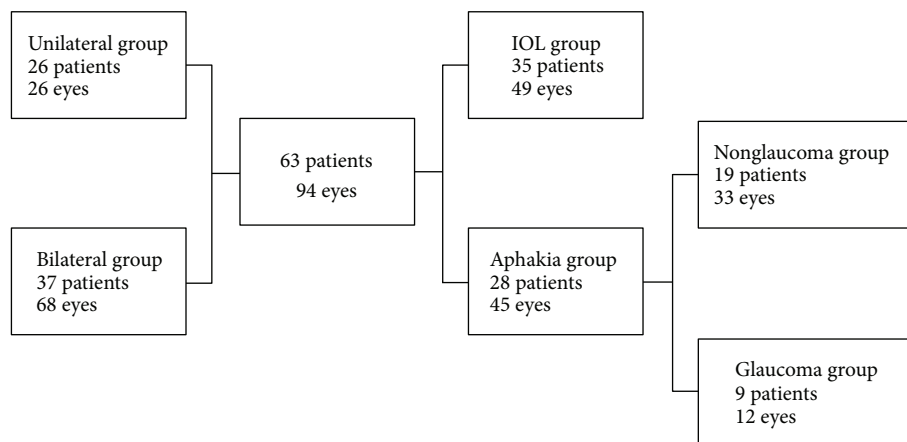 Unilateral group
26 patients
26 eyes
Bilateral group
37 patients
68 eyes
63 patients
94 eyes
IOL group
35 patients
49 eyes
Aphakia group
28 patients
45 eyes
Nonglaucoma group
19 patients
33 eyes
Glaucoma group
9 patients
12 eyes